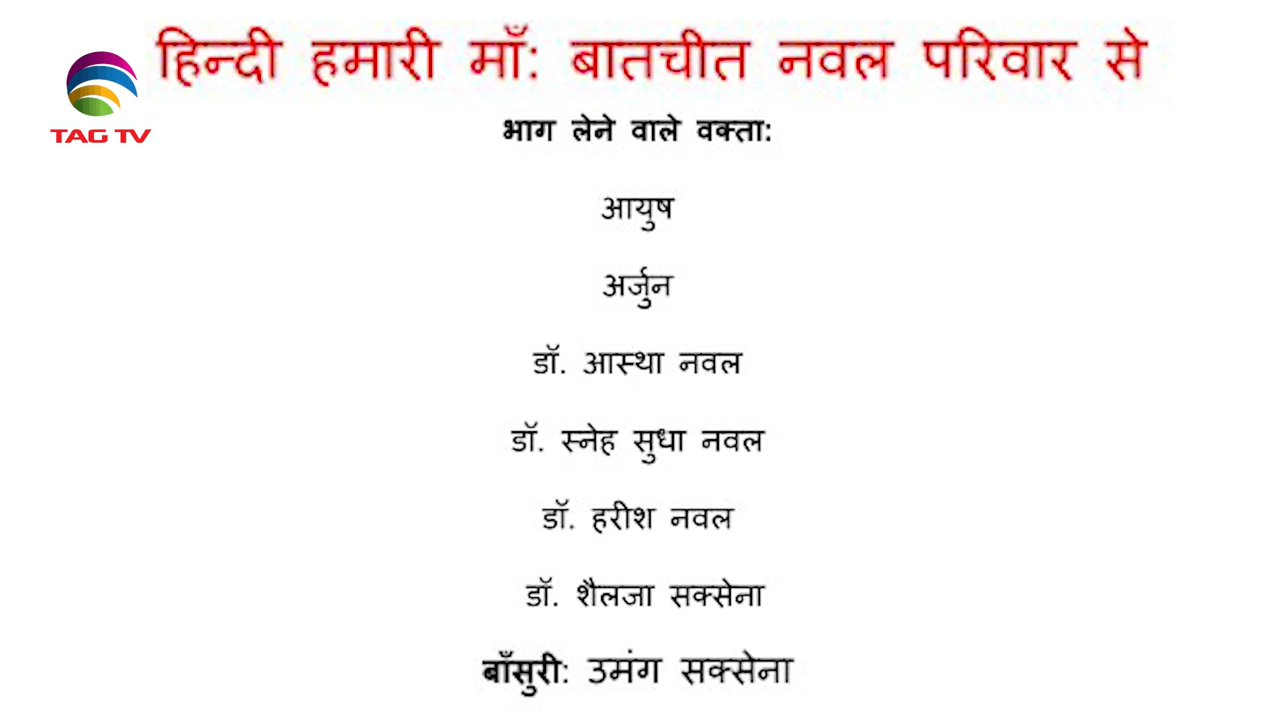 हिन्दी हमारी माँ: बातचीत नवल परिवार से
TAG TV
भाग लेने वाले वक्ता:
आयुष
अर्जुन
डॉ. आस्था नवल
डॉ. स्नेह सुधा नवल
डॉ. हरीश नवल
डॉ. शैलजा सक्सेना
बाँसुरी: उमंग सक्सेना